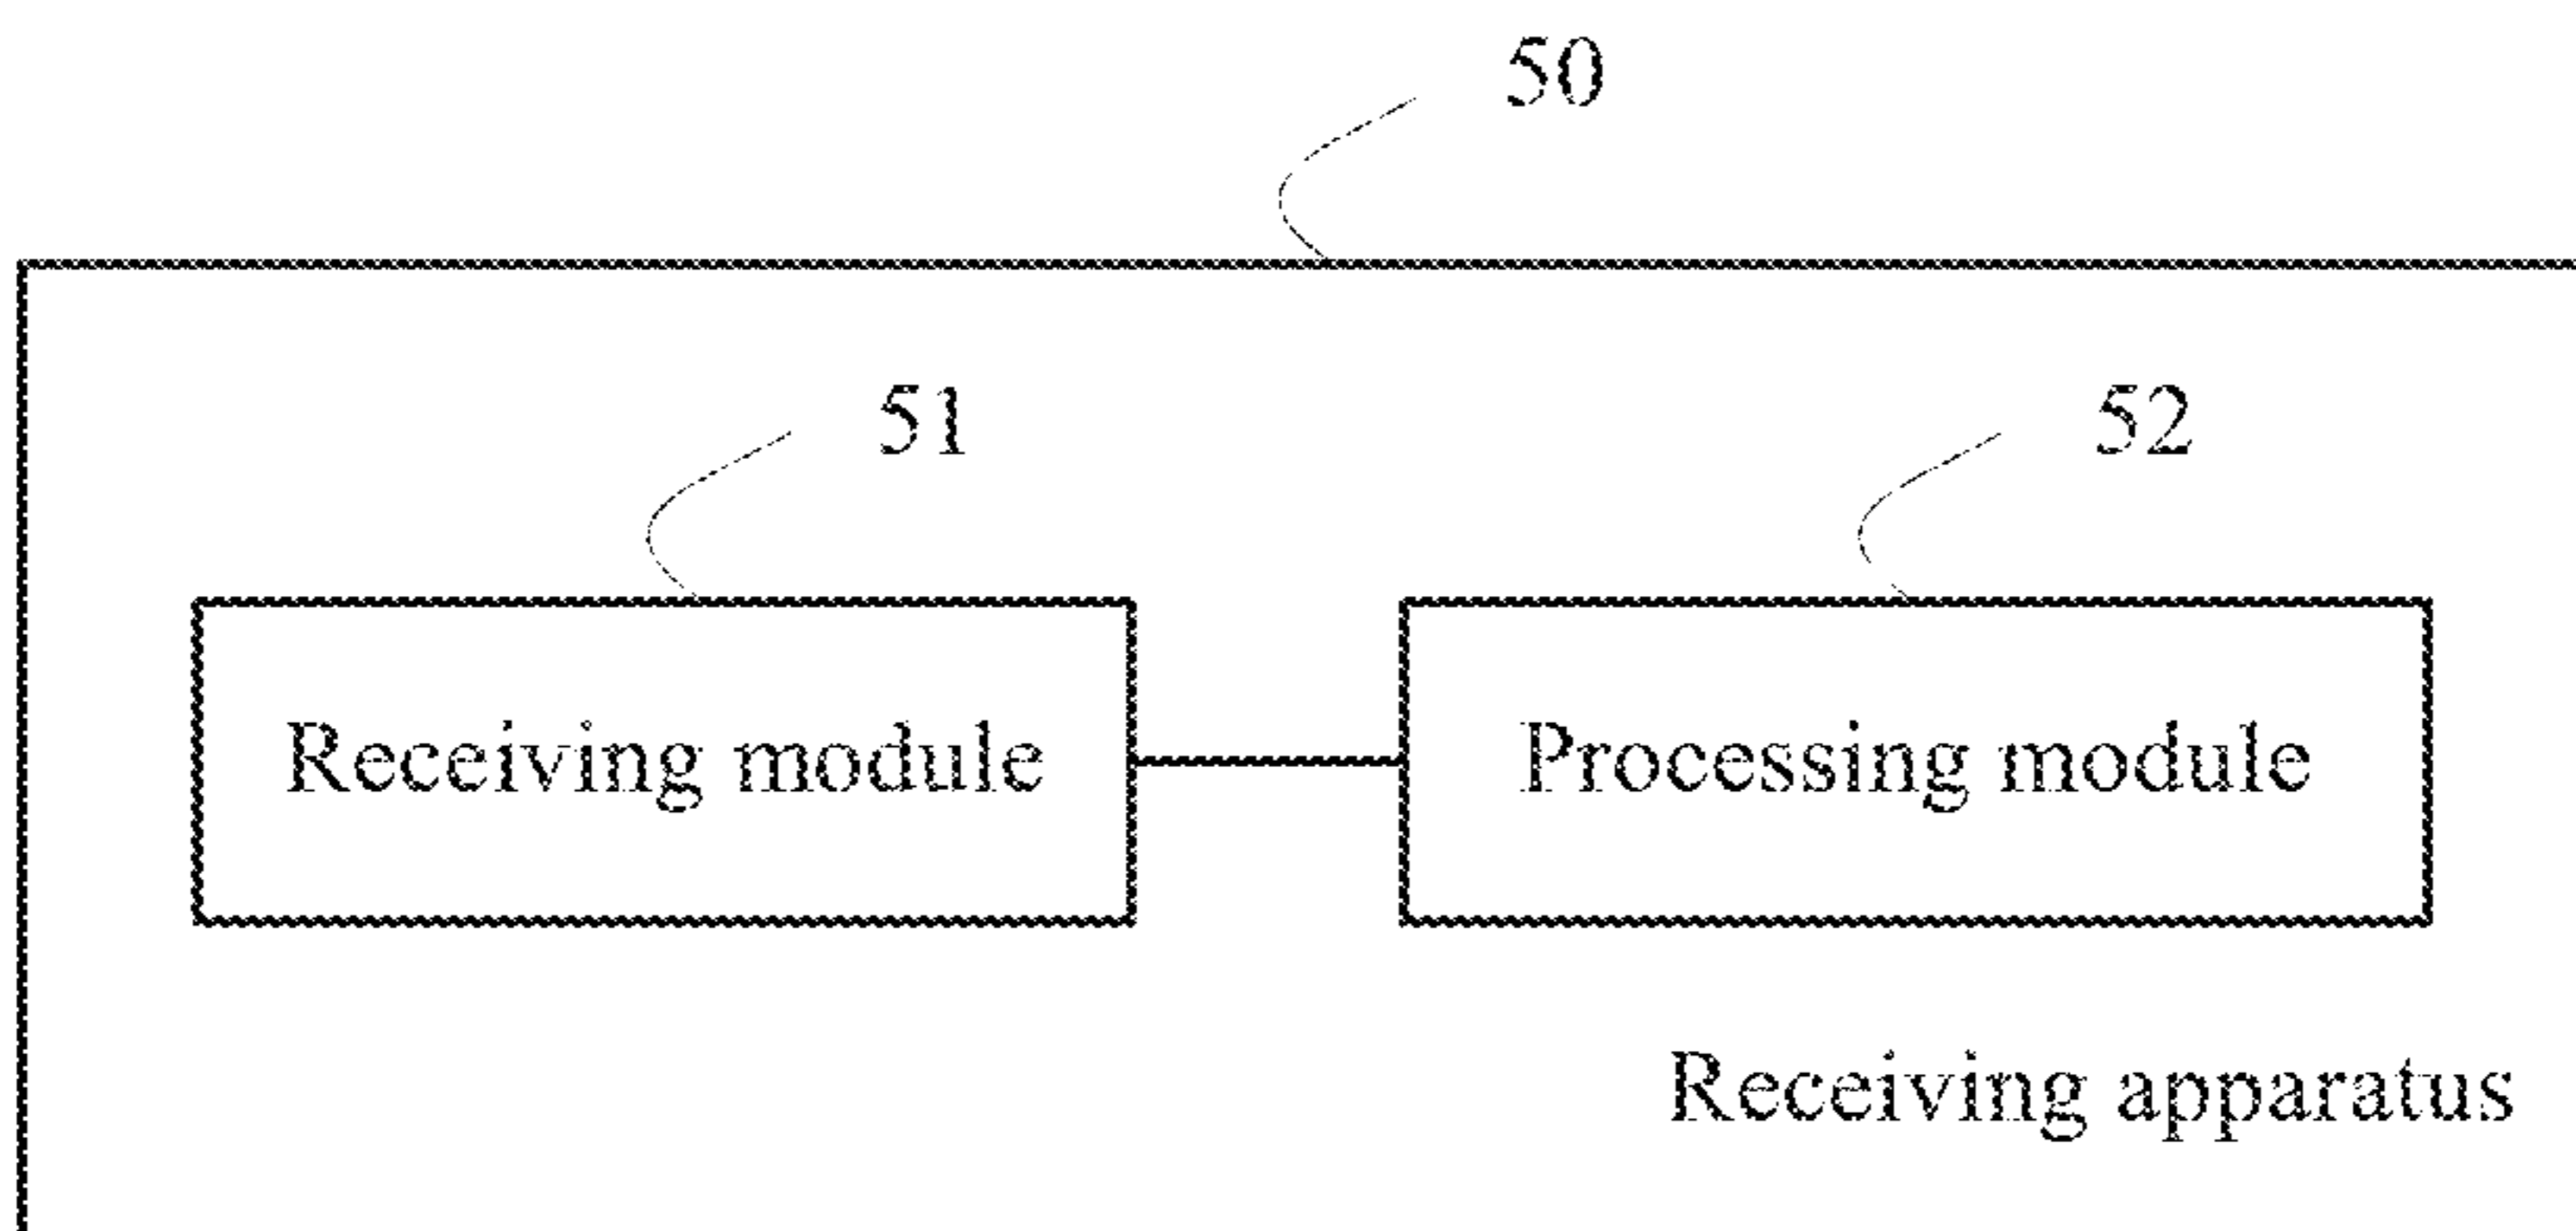 50
51
52
Receiving module
Processing module
Receiving apparatus